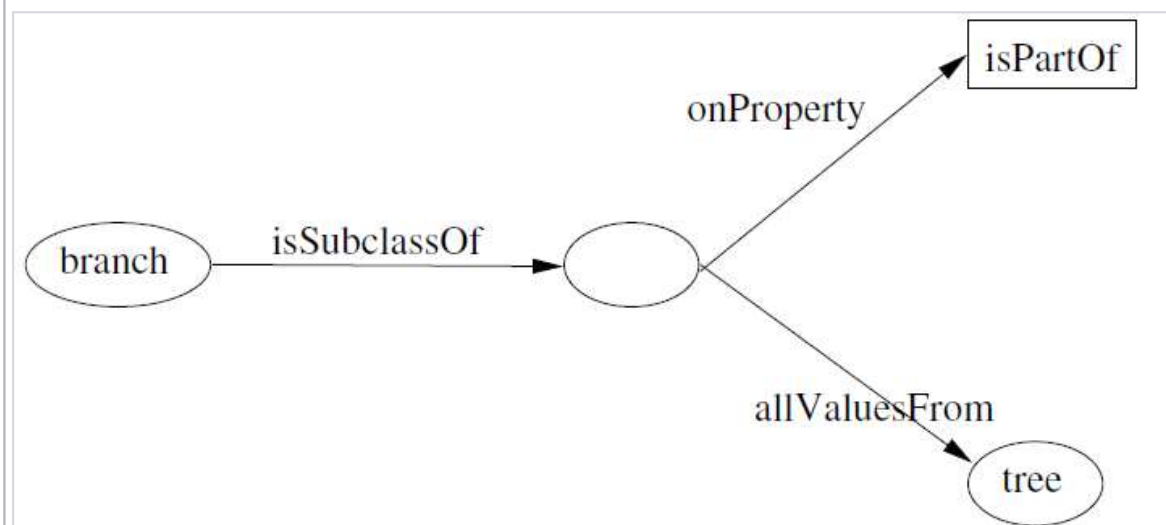 isPartOf
onProperty
branch
isSubclassOf
allValuesFrom
tree